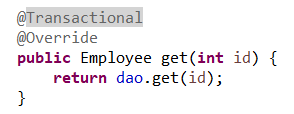 @Transactional
@Override
public Employee get(int id) {
    return dao.get(id);
}